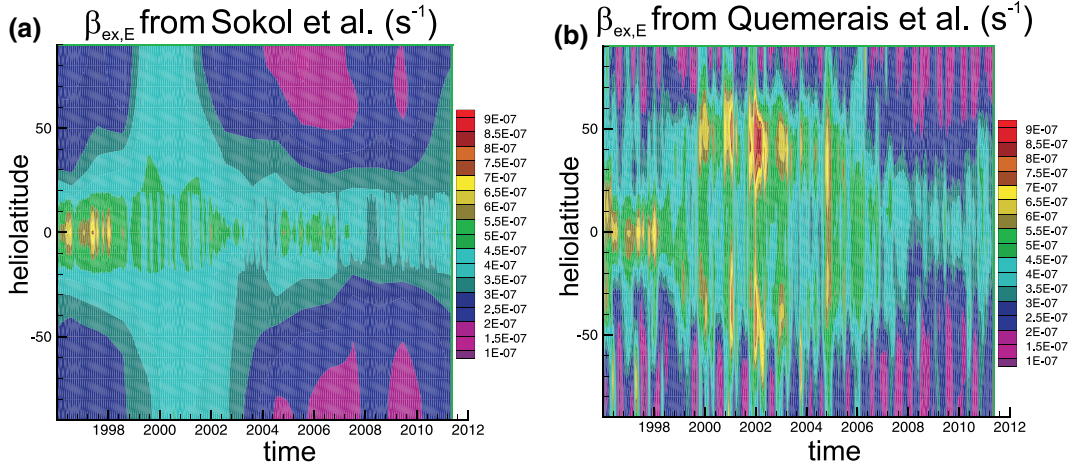 (a) β_ex,E from Sokol et al. (s⁻¹)
heliolatitude
50
0
-50
1998 2000 2002 2004 2006 2008 2010 2012
time
9E-07
8.5E-07
8E-07
7.5E-07
7E-07
6.5E-07
6E-07
5.5E-07
5E-07
4.5E-07
4E-07
3.5E-07
3E-07
2.5E-07
2E-07
1.5E-07
1E-07
(b) β_ex,E from Quemerais et al. (s⁻¹)
heliolatitude
50
0
-50
1998 2000 2002 2004 2006 2008 2010 2012
time
9E-07
8.5E-07
8E-07
7.5E-07
7E-07
6.5E-07
6E-07
5.5E-07
5E-07
4.5E-07
4E-07
3.5E-07
3E-07
2.5E-07
2E-07
1.5E-07
1E-07